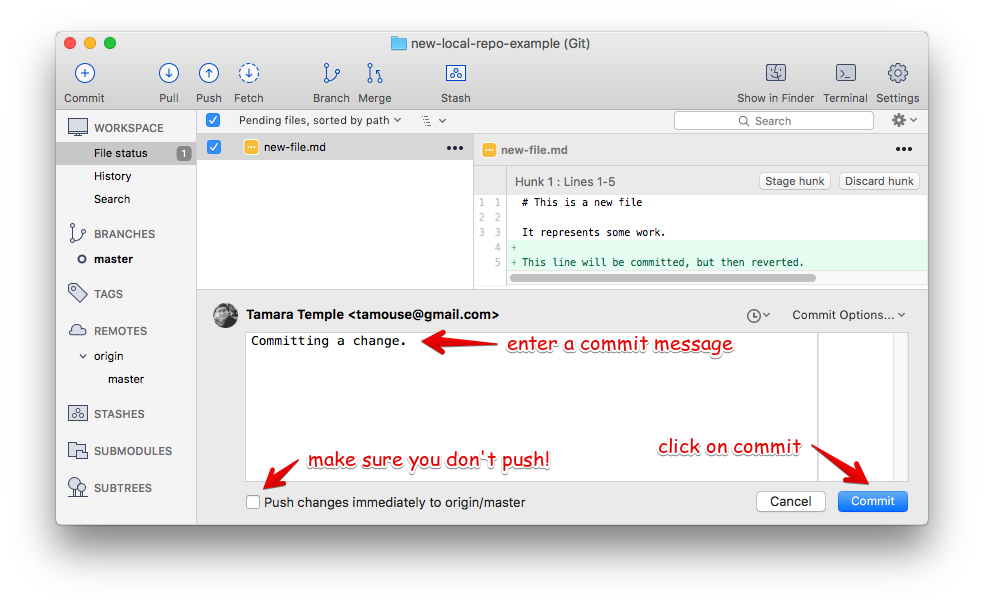 new-local-repo-example (Git)
Commit Pull Push Fetch Branch Merge Stash Show in Finder Terminal Settings
WORKSPACE
File status 1
History
Search
BRANCHES
master
TAGS
REMOTES
origin
master
STASHES
SUBMODULES
SUBTREES
Pending files, sorted by path
Search
new-file.md
new-file.md
Hunk 1 : Lines 1-5 Stage hunk Discard hunk
1 1 # This is a new file
2 2
3 3 It represents some work.
4 +
5 + This line will be committed, but then reverted.
Tamara Temple <tamouse@gmail.com> Commit Options...
Committing a change.
enter a commit message
click on commit
make sure you don't push!
Push changes immediately to origin/master
Cancel Commit